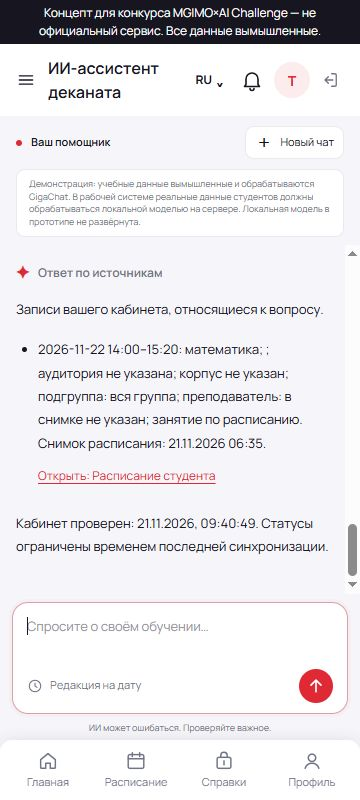 Концепт для конкурса MGIMO×AI Challenge — не
официальный сервис. Все данные вымышленные.
ИИ-ассистент
деканата
RU
T
Ваш помощник
+ Новый чат
Демонстрация: учебные данные вымышленные и обрабатываются
GigaChat. В рабочей системе реальные данные студентов должны
обрабатываться локальной моделью на сервере. Локальная модель в
прототипе не развёрнута.
Ответ по источникам
Записи вашего кабинета, относящиеся к вопросу.
• 2026-11-22 14:00–15:20: математика; ;
аудитория не указана; корпус не указан;
подгруппа: вся группа; преподаватель: в
снимке не указан; занятие по расписанию.
Снимок расписания: 21.11.2026 06:35.
Открыть: Расписание студента
Кабинет проверен: 21.11.2026, 09:40:49. Статусы
ограничены временем последней синхронизации.
Спросите о своём обучении…
Редакция на дату
ИИ может ошибаться. Проверяйте важное.
Главная
Расписание
Справки
Профиль